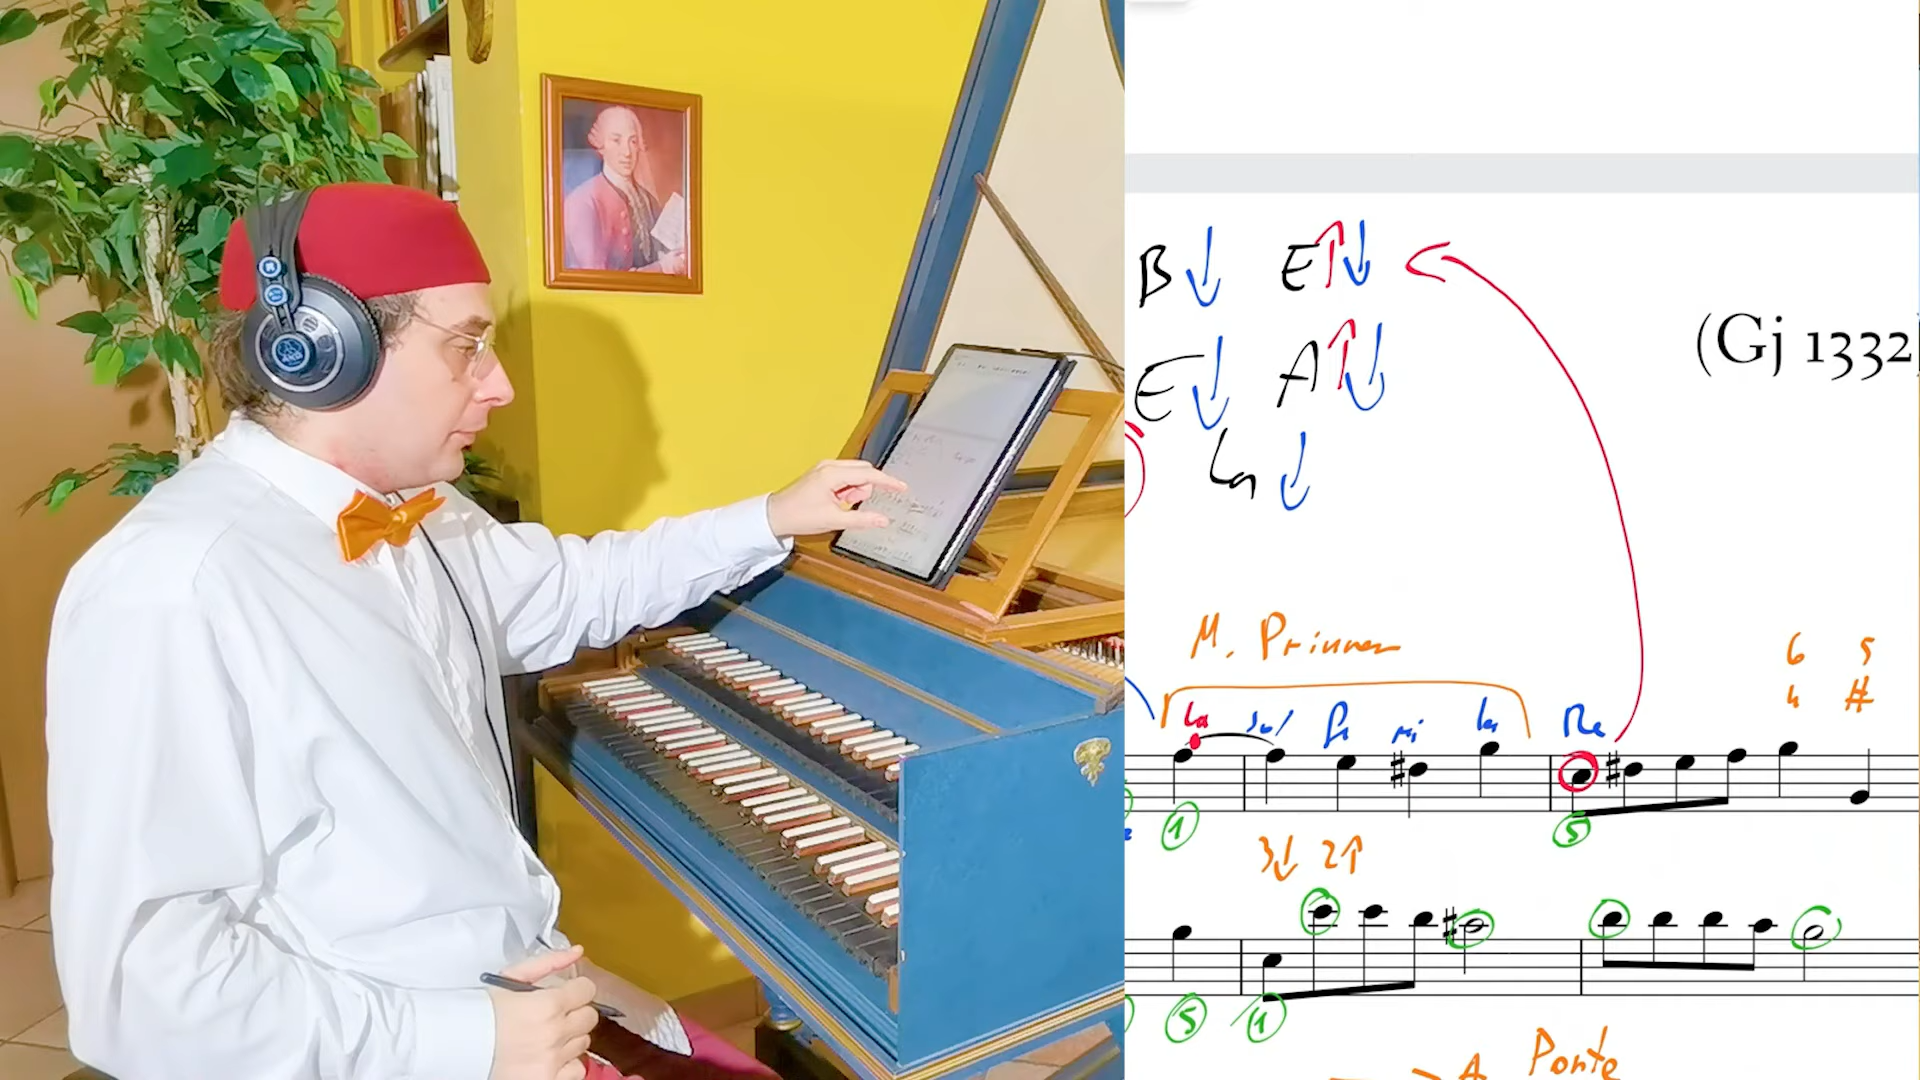 B E
(Gj 1332
E A
La
M. Prinner
6 5
4 #
La sol fa mi la Re
1 5
3 2
5 1
A Ponte